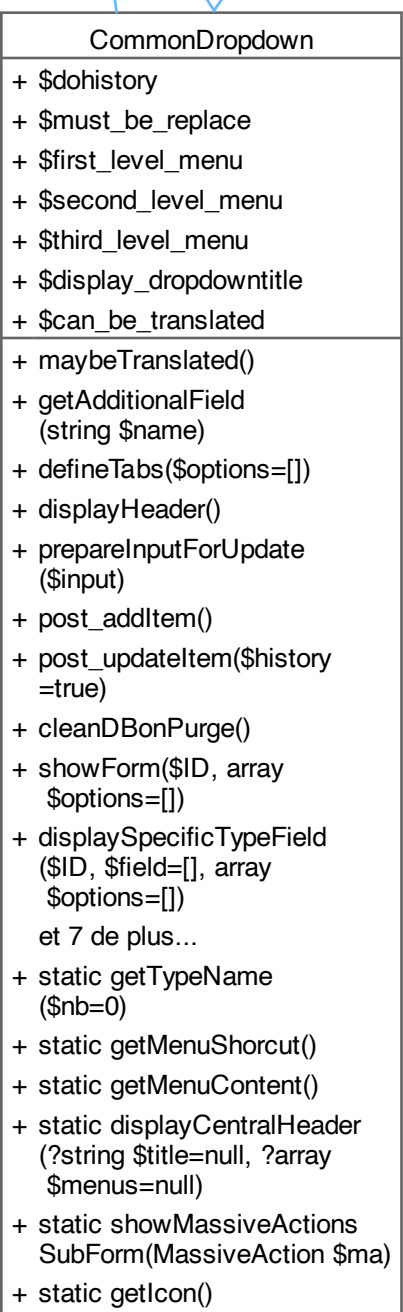 CommonDropdown
+ $dohistory
+ $must_be_replace
+ $first_level_menu
+ $second_level_menu
+ $third_level_menu
+ $display_dropdowntitle
+ $can_be_translated
+ maybeTranslated()
+ getAdditionalField
(string $name)
+ defineTabs($options=[])
+ displayHeader()
+ prepareInputForUpdate
($input)
+ post_addItem()
+ post_updateItem($history
=true)
+ cleanDBonPurge()
+ showForm($ID, array
$options=[])
+ displaySpecificTypeField
($ID, $field=[], array
$options=[])
et 7 de plus...
+ static getTypeName
($nb=0)
+ static getMenuShorcut()
+ static getMenuContent()
+ static displayCentralHeader
(?string $title=null, ?array
$menus=null)
+ static showMassiveActions
SubForm(MassiveAction $ma)
+ static getIcon()